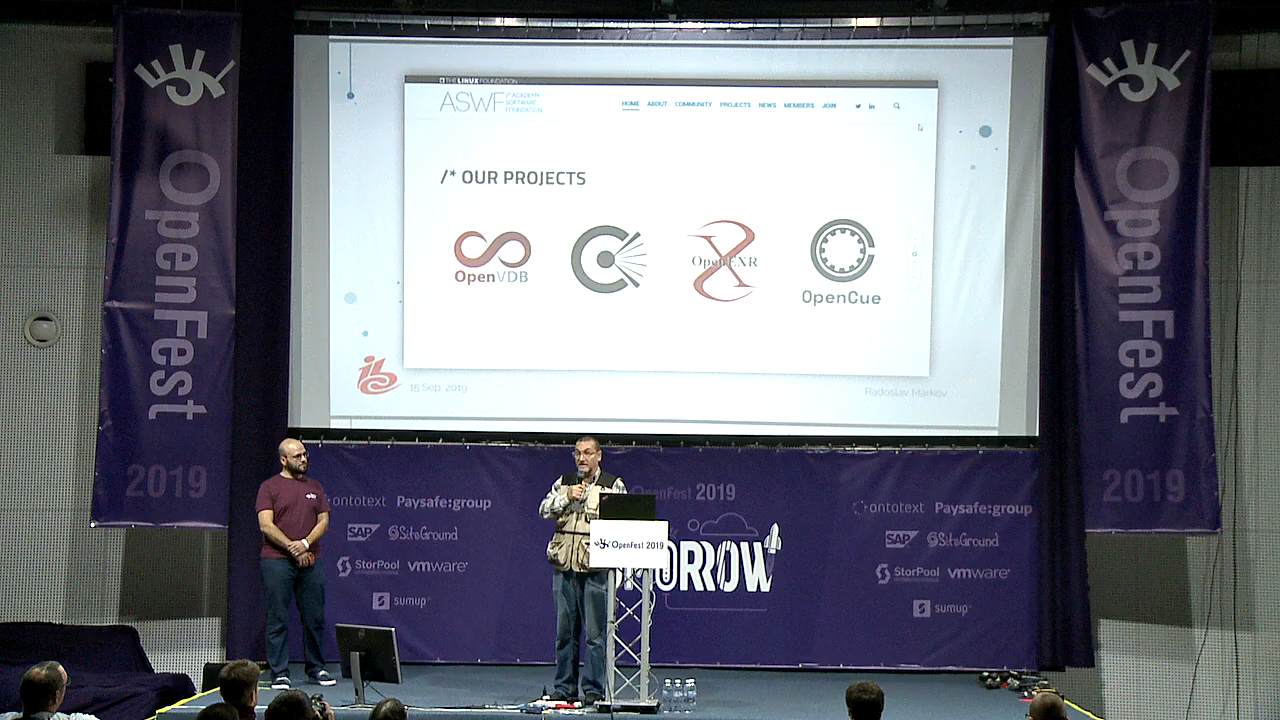 THE LINUX FOUNDATION
ASWF ACADEMY SOFTWARE FOUNDATION
HOME ABOUT COMMUNITY PROJECTS NEWS MEMBERS JOIN
/* OUR PROJECTS
OpenVDB
OpenEXR
OpenCue
15 Sep. 2019
Radoslav Markov
OpenFest
2019
OpenFest
2019
OpenFest 2019
ontotext Paysafe:group
SAP SiteGround
StorPool vmware
sumup
OpenFest 2019
ORROW
ontotext Paysafe:group
SAP SiteGround
StorPool vmware
sumup